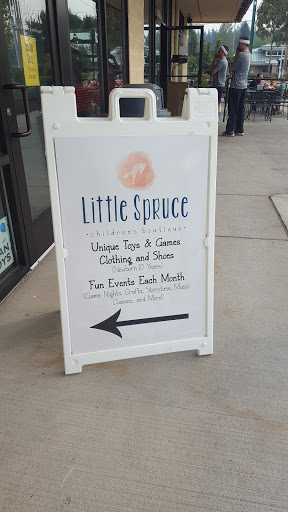 Little Spruce
• children's boutique •
Unique Toys & Games
Clothing and Shoes
(Newborn-10 Years)
Fun Events Each Month
(Game Nights, Crafts, Storytime, Music
Classes, and More!)